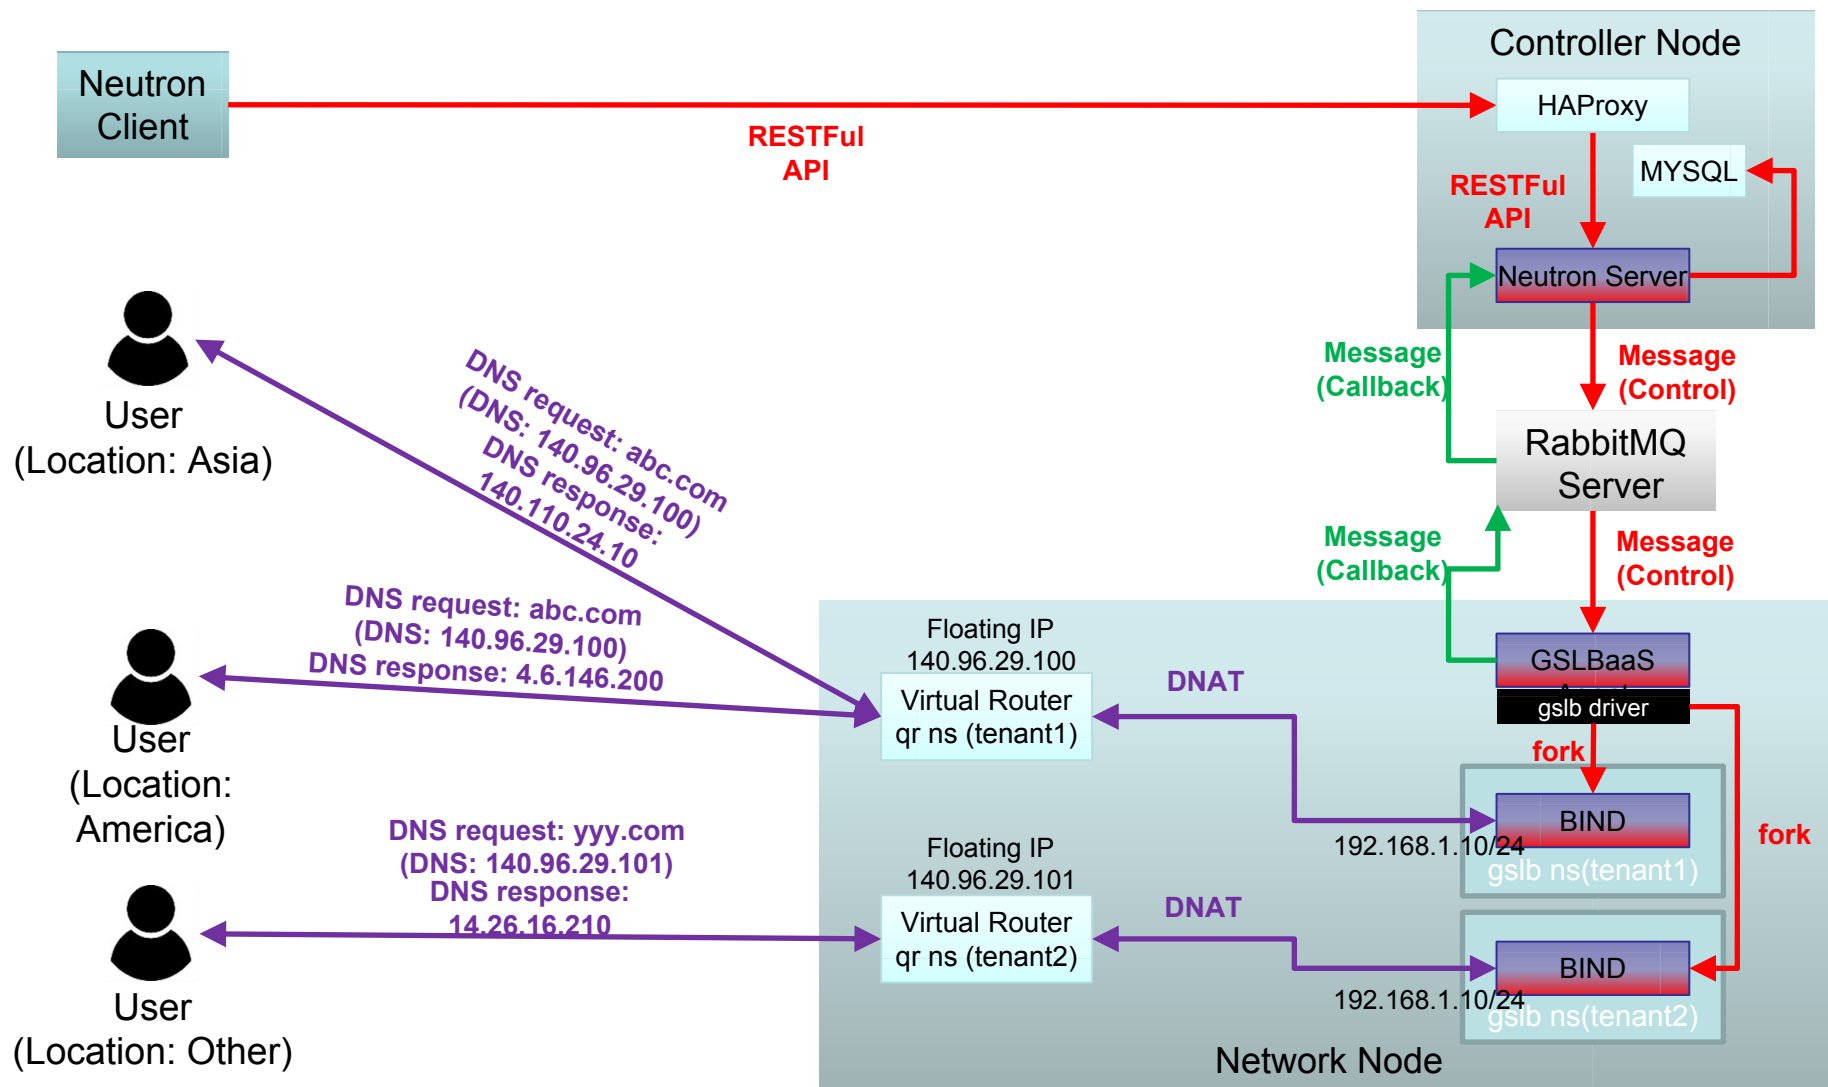 Controller Node
Neutron
Client
HAProxy
RESTFul
API
MYSQL
RESTFul
API
Neutron Server
Message
(Callback)
Message
(Control)
RabbitMQ
Server
Message
(Callback)
Message
(Control)
User
(Location: Asia)
DNS request: abc.com
(DNS: 140.96.29.100)
DNS response:
140.110.24.10
DNS request: abc.com
(DNS: 140.96.29.100)
DNS response: 4.6.146.200
User
(Location:
America)
Floating IP
140.96.29.100
Virtual Router
qr ns (tenant1)
DNAT
GSLBaaS
gslb driver
fork
fork
BIND
192.168.1.10/24
gslb ns(tenant1)
DNS request: yyy.com
(DNS: 140.96.29.101)
DNS response:
14.26.16.210
User
(Location: Other)
Floating IP
140.96.29.101
Virtual Router
qr ns (tenant2)
DNAT
BIND
192.168.1.10/24
gslb ns(tenant2)
Network Node